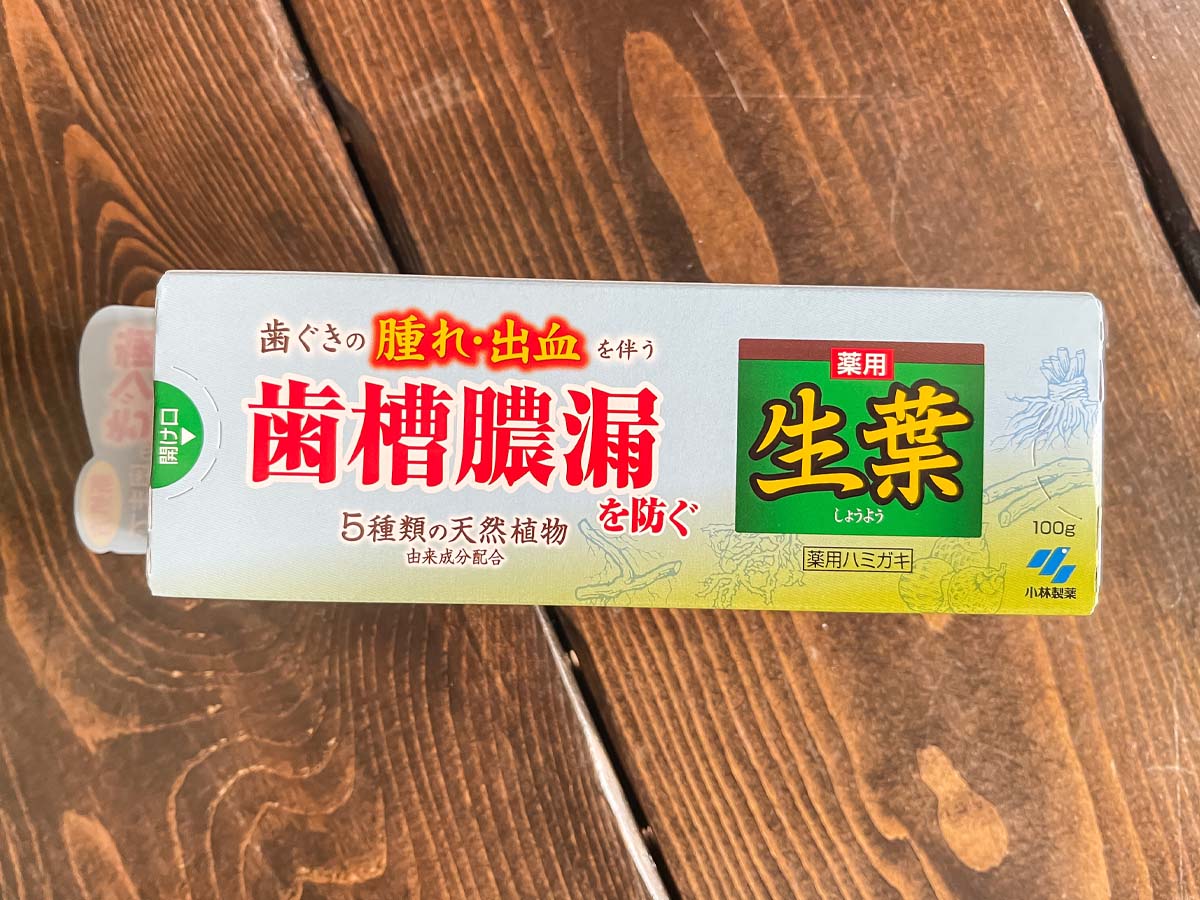 歯ぐきの 腫れ・出血 を伴う
歯槽膿漏
を防ぐ
5種類の天然植物
由来成分配合
開け口
薬用
生葉
しょうよう
薬用ハミガキ
100g
小林製薬